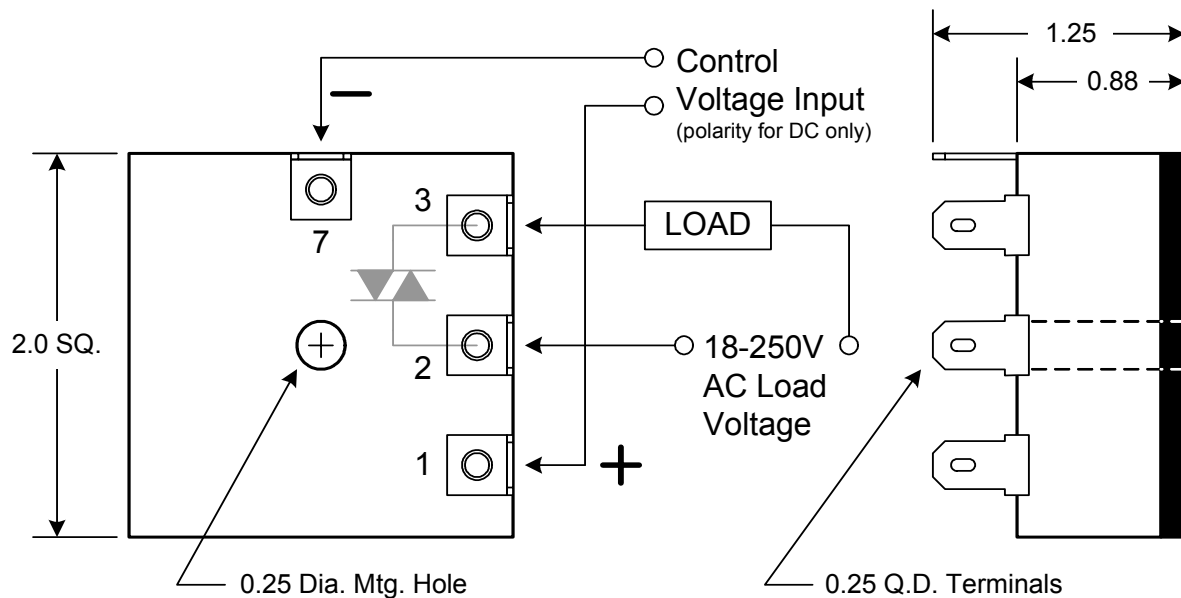 1.25
0.88
Control
Voltage Input
(polarity for DC only)
−
3
LOAD
7
2.0 SQ.
2
18-250V
AC Load
Voltage
1
+
0.25 Dia. Mtg. Hole
0.25 Q.D. Terminals